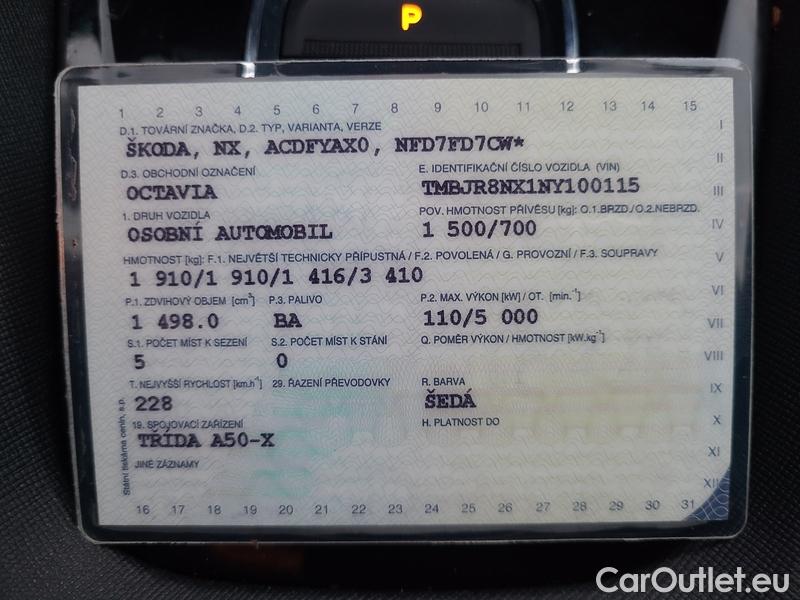 P
1 2 3 4 5 6 7 8 9 10 11 12 13 14 15
I II III IV V VI VII VIII IX X XI XII
D.1. TOVÁRNÍ ZNAČKA, D.2. TYP, VARIANTA, VERZE
ŠKODA, NX, ACDFYAX0, NFD7FD7CW*
D.3. OBCHODNÍ OZNAČENÍ E. IDENTIFIKAČNÍ ČÍSLO VOZIDLA (VIN)
OCTAVIA TMBJR8NX1NY100115
1. DRUH VOZIDLA POV. HMOTNOST PŘÍVĚSU [kg]: O.1.BRZD./O.2.NEBRZD.
OSOBNÍ AUTOMOBIL 1 500/700
HMOTNOST [kg]: F.1. NEJVĚTŠÍ TECHNICKY PŘÍPUSTNÁ / F.2. POVOLENÁ / G. PROVOZNÍ / F.3. SOUPRAVY
1 910/1 910/1 416/3 410
P.1. ZDVIHOVÝ OBJEM [cm³] P.3. PALIVO P.2. MAX. VÝKON [kW] / OT. [min.⁻¹]
1 498.0 BA 110/5 000
S.1. POČET MÍST K SEZENÍ S.2. POČET MÍST K STÁNÍ Q. POMĚR VÝKON / HMOTNOST [kW.kg⁻¹]
5 0
T. NEJVYŠŠÍ RYCHLOST [km.h⁻¹] 29. ŘAZENÍ PŘEVODOVKY R. BARVA
228 ŠEDÁ
19. SPOJOVACÍ ZAŘÍZENÍ H. PLATNOST DO
TŘÍDA A50-X
JINÉ ZÁZNAMY
Státní tiskárna cenin, s.p.
16 17 18 19 20 21 22 23 24 25 26 27 28 29 30 31
CarOutlet.eu